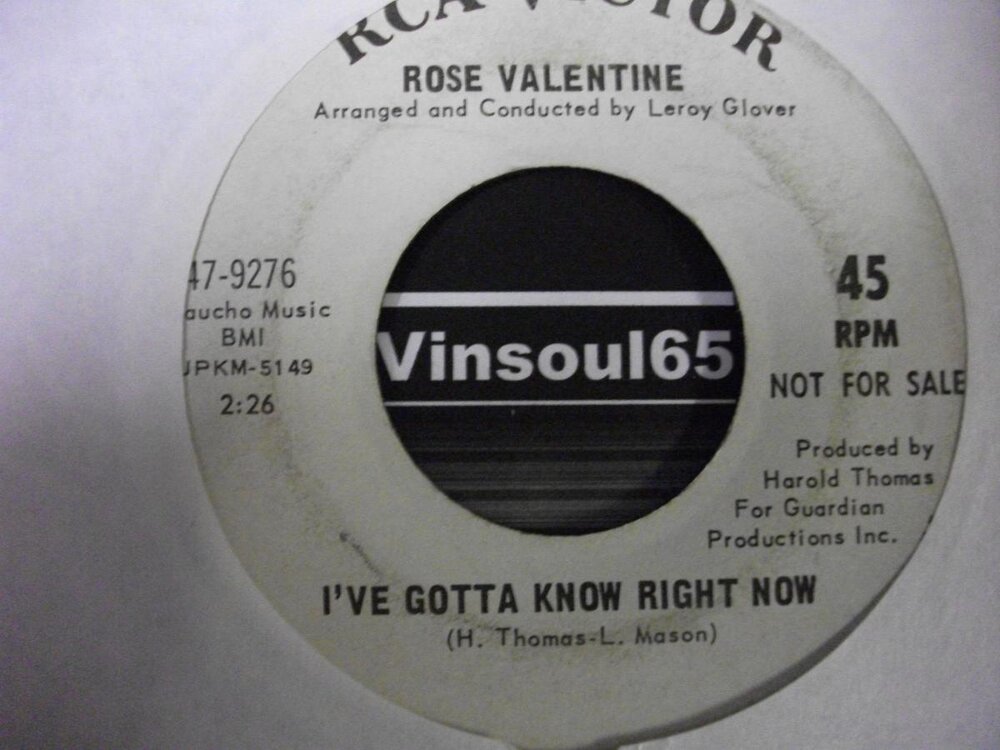 RCA VICTOR
ROSE VALENTINE
Arranged and Conducted by Leroy Glover
47-9276
aucho Music
BMI
UPKM-5149
2:26
Vinsoul65
45
RPM
NOT FOR SALE
Produced by
Harold Thomas
For Guardian
Productions Inc.
I'VE GOTTA KNOW RIGHT NOW
(H. Thomas-L. Mason)